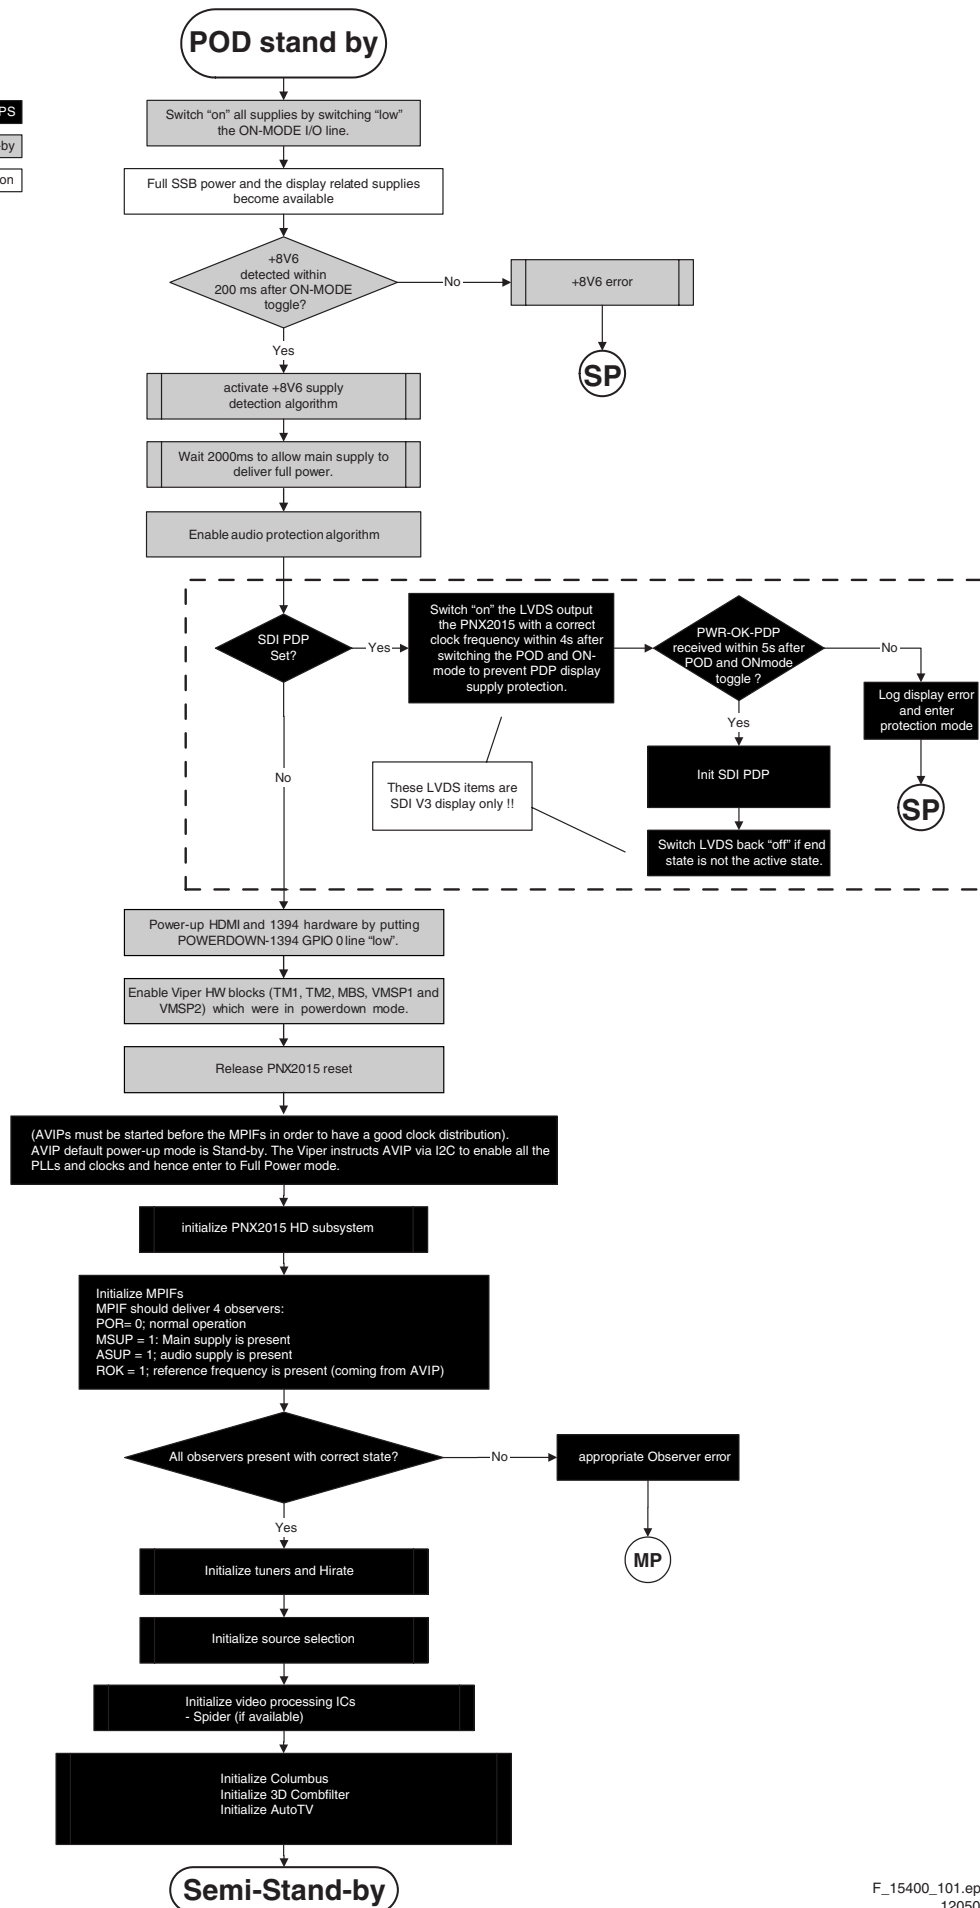 POD stand by
PS
by
on
Switch “on” all supplies by switching “low”
the ON-MODE I/O line.
Full SSB power and the display related supplies
become available
+8V6
detected within
200 ms after ON-MODE
toggle?
No
+8V6 error
SP
Yes
activate +8V6 supply
detection algorithm
Wait 2000ms to allow main supply to
deliver full power.
Enable audio protection algorithm
SDI PDP
Set?
Yes
Switch “on” the LVDS output
the PNX2015 with a correct
clock frequency within 4s after
switching the POD and ON-
mode to prevent PDP display
supply protection.
PWR-OK-PDP
received within 5s after
POD and ONmode
toggle ?
No
Log display error
and enter
protection mode
SP
Yes
Init SDI PDP
Switch LVDS back “off” if end
state is not the active state.
These LVDS items are
SDI V3 display only !!
No
Power-up HDMI and 1394 hardware by putting
POWERDOWN-1394 GPIO 0 line “low”.
Enable Viper HW blocks (TM1, TM2, MBS, VMSP1 and
VMSP2) which were in powerdown mode.
Release PNX2015 reset
(AVIPs must be started before the MPIFs in order to have a good clock distribution).
AVIP default power-up mode is Stand-by. The Viper instructs AVIP via I2C to enable all the
PLLs and clocks and hence enter to Full Power mode.
initialize PNX2015 HD subsystem
Initialize MPIFs
MPIF should deliver 4 observers:
POR= 0; normal operation
MSUP = 1: Main supply is present
ASUP = 1; audio supply is present
ROK = 1; reference frequency is present (coming from AVIP)
All observers present with correct state?
No
appropriate Observer error
MP
Yes
Initialize tuners and Hirate
Initialize source selection
Initialize video processing ICs
- Spider (if available)
Initialize Columbus
Initialize 3D Combfilter
Initialize AutoTV
Semi-Stand-by
F_15400_101.ep
12050